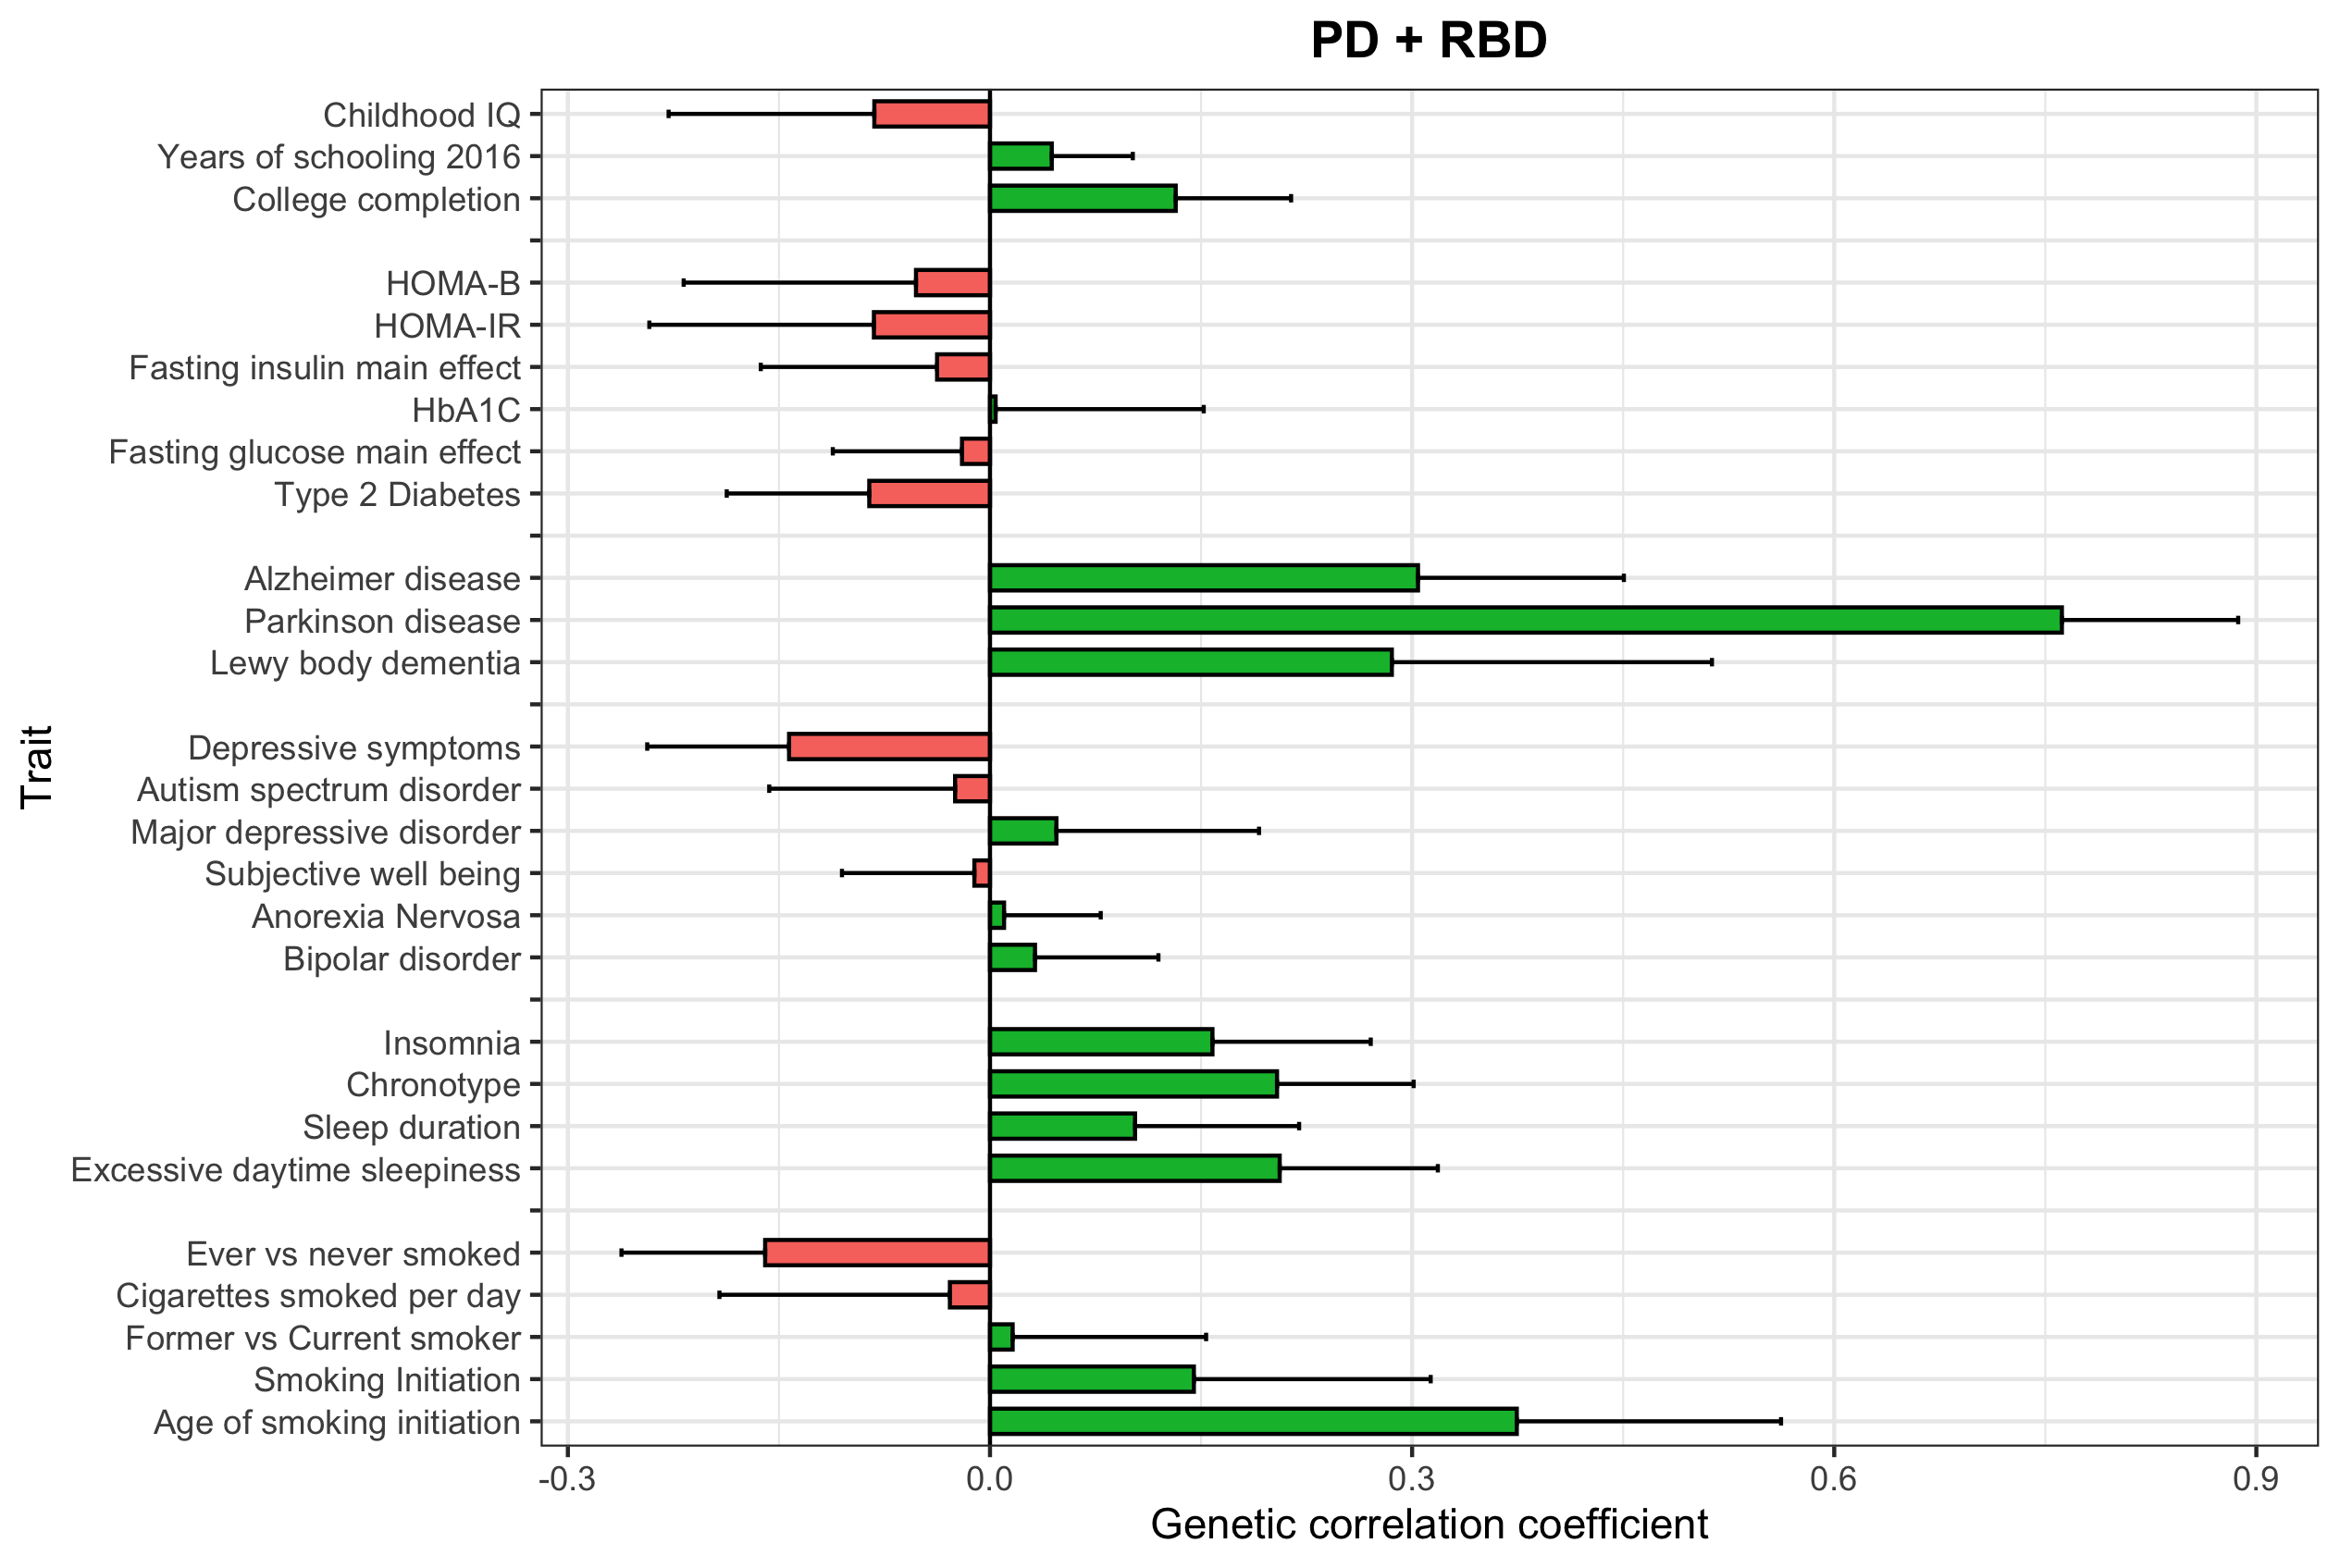 PD + RBD
Childhood IQ
Years of schooling 2016
College completion
HOMA-B
HOMA-IR
Fasting insulin main effect
HbA1C
Fasting glucose main effect
Type 2 Diabetes
Alzheimer disease
Parkinson disease
Lewy body dementia
Depressive symptoms
Autism spectrum disorder
Major depressive disorder
Subjective well being
Anorexia Nervosa
Bipolar disorder
Insomnia
Chronotype
Sleep duration
Excessive daytime sleepiness
Ever vs never smoked
Cigarettes smoked per day
Former vs Current smoker
Smoking Initiation
Age of smoking initiation
Trait
-0.3 0.0 0.3 0.6 0.9
Genetic correlation coefficient